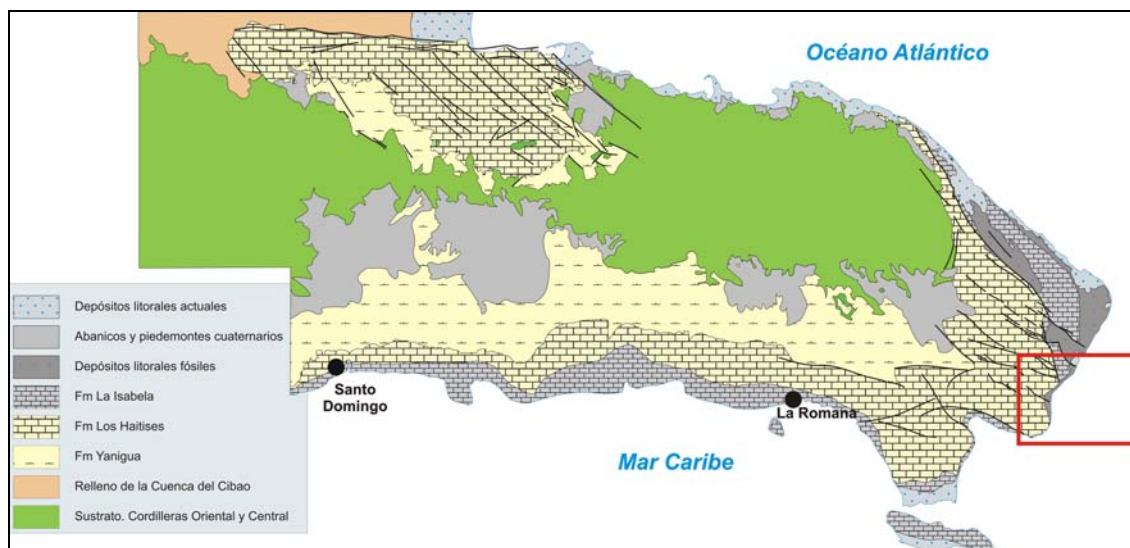 Océano Atlántico
Santo
Domingo
La Romana
Mar Caribe
Depósitos litorales actuales
Abanicos y piedemontes cuaternarios
Depósitos litorales fósiles
Fm La Isabela
Fm Los Haitises
Fm Yanigua
Relleno de la Cuenca del Cibao
Sustrato. Cordilleras Oriental y Central